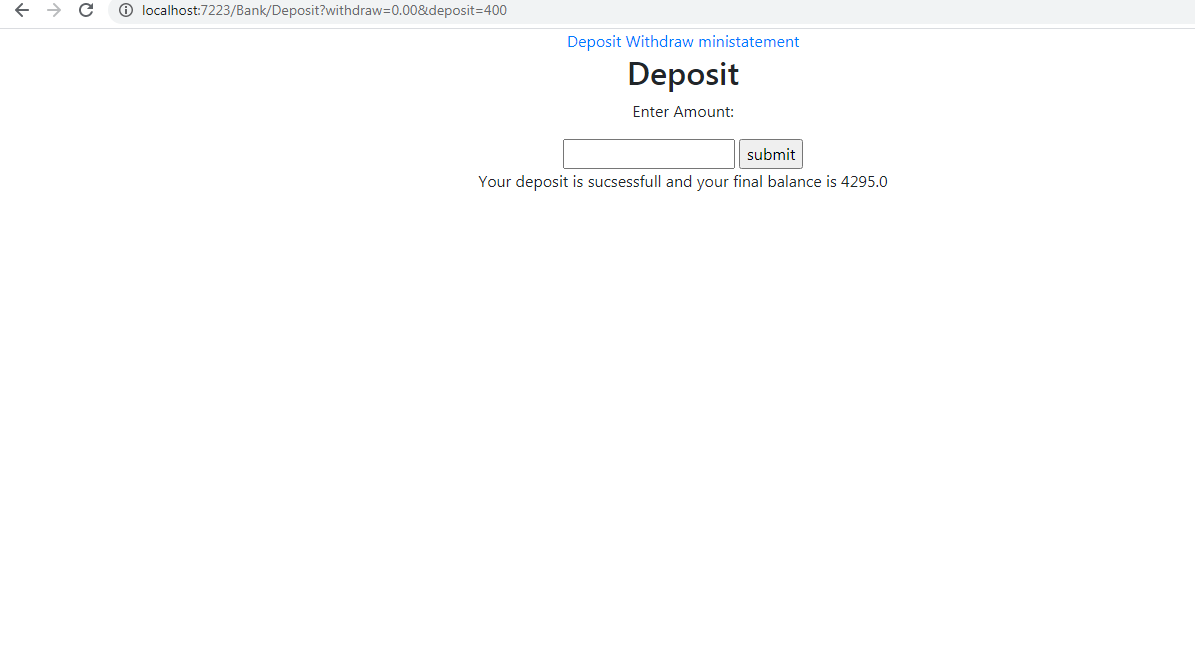 localhost:7223/Bank/Deposit?withdraw=0.00&deposit=400
Deposit Withdraw ministatement
Deposit
Enter Amount:
submit
Your deposit is sucsessfull and your final balance is 4295.0